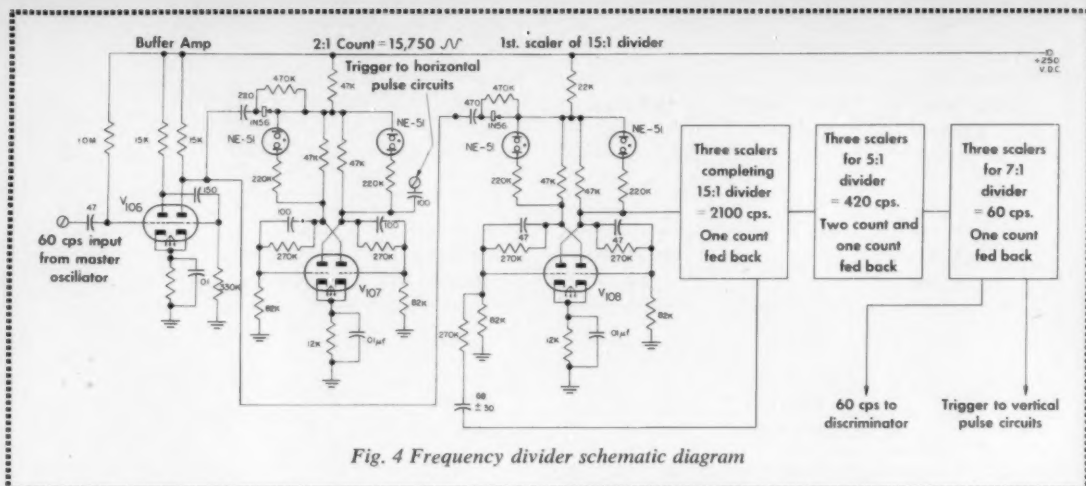 Buffer Amp
2:1 Count = 15,750
1st. scaler of 15:1 divider
Trigger to horizontal
pulse circuits
+250
V.D.C.
470K
47K
470K
22K
220
1N56
470
1N56
NE-51
NE-51
NE-51
NE-51
1.0M
15K
15K
47K
47K
47K
47K
220K
220K
220K
220K
150
100
V106
47
100
100
47
47
270K
270K
270K
270K
60 cps input
from master
osciliator
.01
330K
V107
V108
82K
82K
82K
82K
270K
12K
.01µf
12K
.01µf
68
± 30
Three scalers
completing
15:1 divider
= 2100 cps.
One count
fed back
Three scalers
for 5:1
divider
= 420 cps.
Two count and
one count
fed back
Three scalers
for 7:1
divider
= 60 cps.
One count
fed back
60 cps to
discriminator
Trigger to vertical
pulse circuits
Fig. 4 Frequency divider schematic diagram